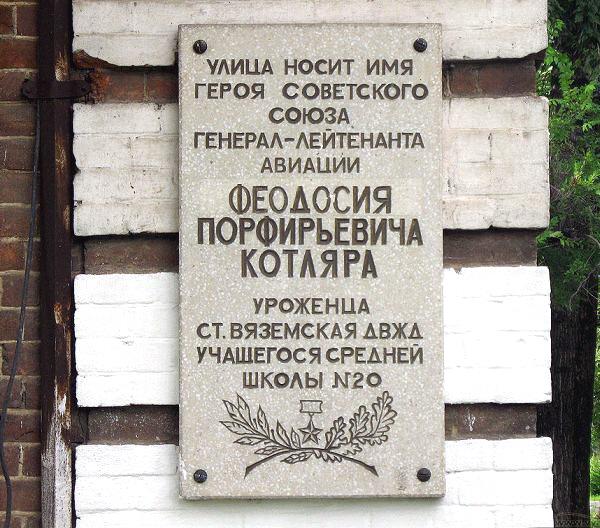 УЛИЦА НОСИТ ИМЯ
ГЕРОЯ СОВЕТСКОГО
СОЮЗА
ГЕНЕРАЛ-ЛЕЙТЕНАНТА
АВИАЦИИ
ФЕОДОСИЯ
ПОРФИРЬЕВИЧА
КОТЛЯРА
УРОЖЕНЦА
СТ. ВЯЗЕМСКАЯ ДВЖД
УЧАЩЕГОСЯ СРЕДНЕЙ
ШКОЛЫ №20